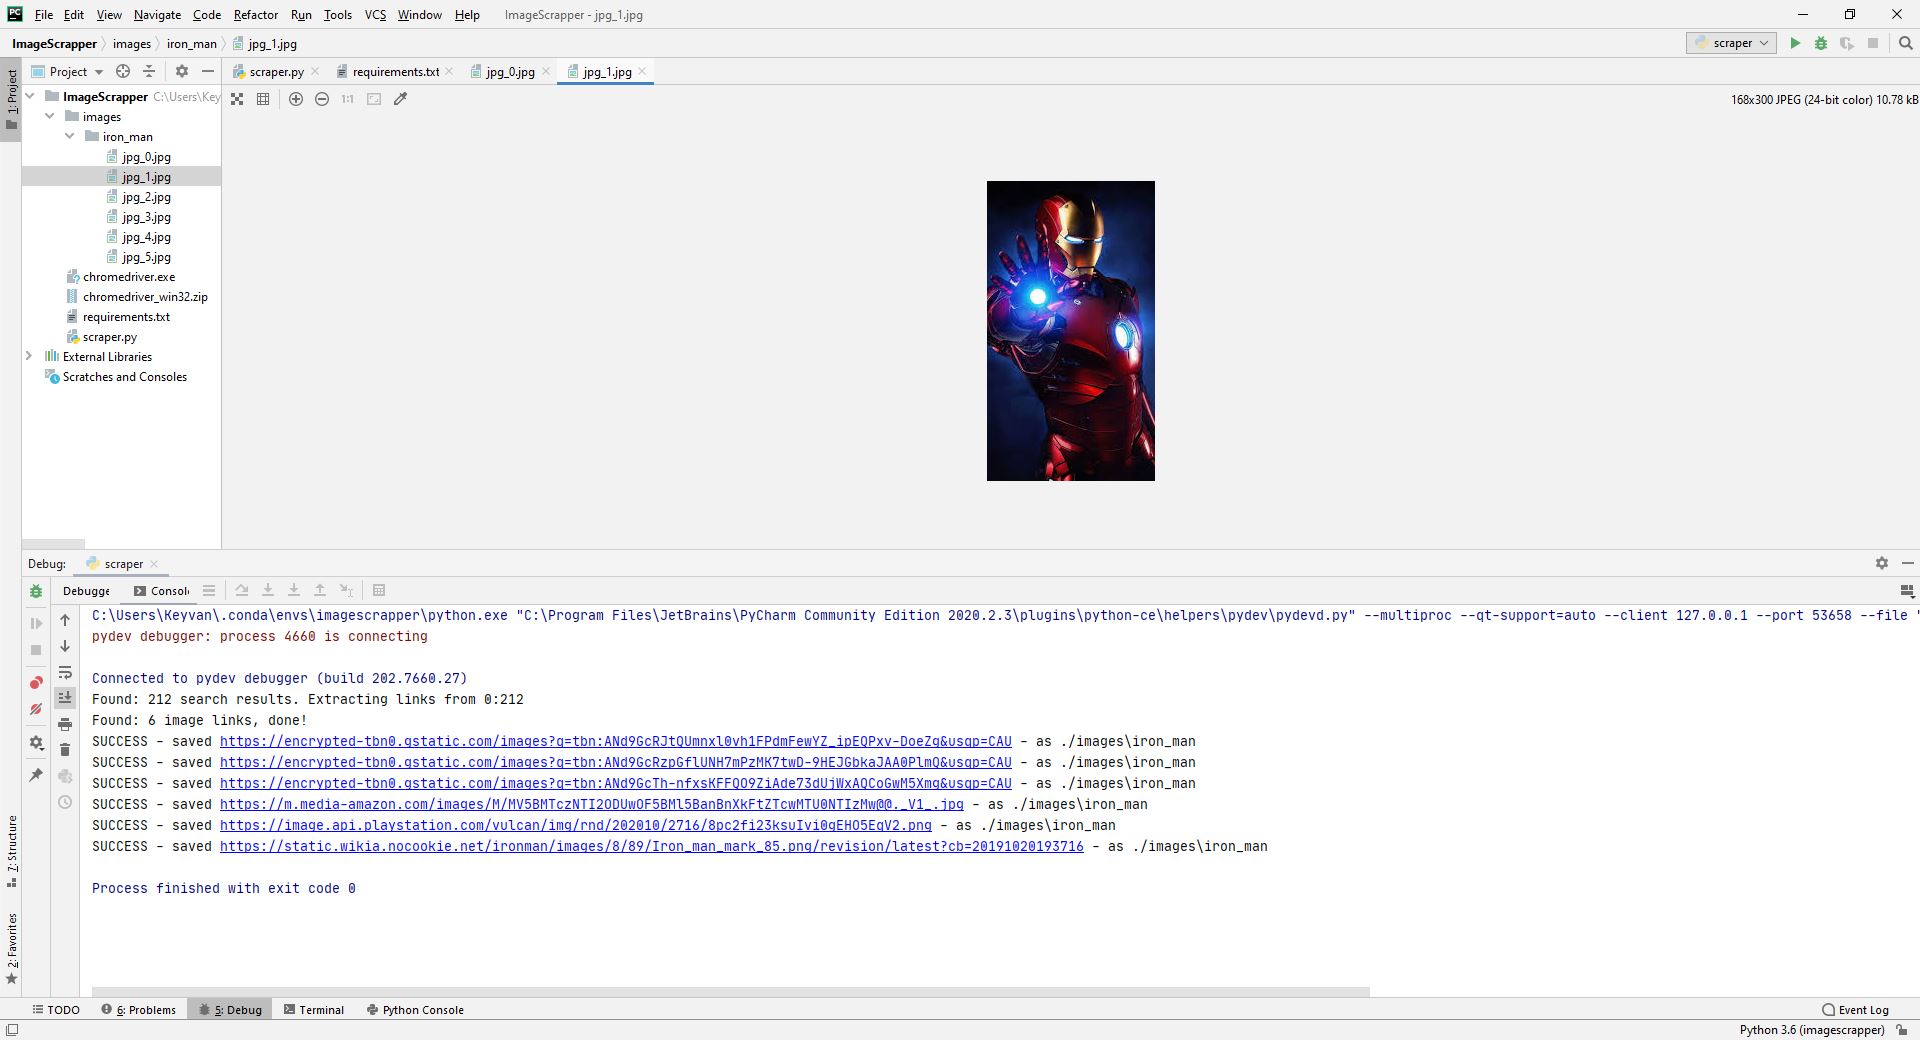 PC File Edit View Navigate Code Refactor Run Tools VCS Window Help ImageScrapper - jpg_1.jpg
ImageScrapper images iron_man jpg_1.jpg scraper
1: Project
Project scraper.py requirements.txt jpg_0.jpg jpg_1.jpg
ImageScrapper C:\Users\Key
1:1 168x300 JPEG (24-bit color) 10.78 kB
images
iron_man
jpg_0.jpg
jpg_1.jpg
jpg_2.jpg
jpg_3.jpg
jpg_4.jpg
jpg_5.jpg
chromedriver.exe
chromedriver_win32.zip
requirements.txt
scraper.py
External Libraries
Scratches and Consoles
Debug: scraper
Debugge Consol
C:\Users\Keyvan\.conda\envs\imagescrapper\python.exe "C:\Program Files\JetBrains\PyCharm Community Edition 2020.2.3\plugins\python-ce\helpers\pydev\pydevd.py" --multiproc --qt-support=auto --client 127.0.0.1 --port 53658 --file '
pydev debugger: process 4660 is connecting
Connected to pydev debugger (build 202.7660.27)
Found: 212 search results. Extracting links from 0:212
Found: 6 image links, done!
SUCCESS - saved https://encrypted-tbn0.gstatic.com/images?q=tbn:ANd9GcRJtQUmnxl0vh1FPdmFewYZ_ipEQPxv-DoeZg&usqp=CAU - as ./images\iron_man
SUCCESS - saved https://encrypted-tbn0.gstatic.com/images?q=tbn:ANd9GcRzpGflUNH7mPzMK7twD-9HEJGbkaJAA0PlmQ&usqp=CAU - as ./images\iron_man
SUCCESS - saved https://encrypted-tbn0.gstatic.com/images?q=tbn:ANd9GcTh-nfxsKFFQO9ZiAde73dUjWxAQCoGwM5Xmg&usqp=CAU - as ./images\iron_man
SUCCESS - saved https://m.media-amazon.com/images/M/MV5BMTczNTI2ODUwOF5BMl5BanBnXkFtZTcwMTU0NTIzMw@@._V1_.jpg - as ./images\iron_man
SUCCESS - saved https://image.api.playstation.com/vulcan/img/rnd/202010/2716/8pc2fi23ksuIvi0gEHO5EqV2.png - as ./images\iron_man
SUCCESS - saved https://static.wikia.nocookie.net/ironman/images/8/89/Iron_man_mark_85.png/revision/latest?cb=20191020193716 - as ./images\iron_man
Process finished with exit code 0
7: Structure
2: Favorites
TODO 6: Problems 5: Debug Terminal Python Console Event Log
Python 3.6 (imagescrapper)